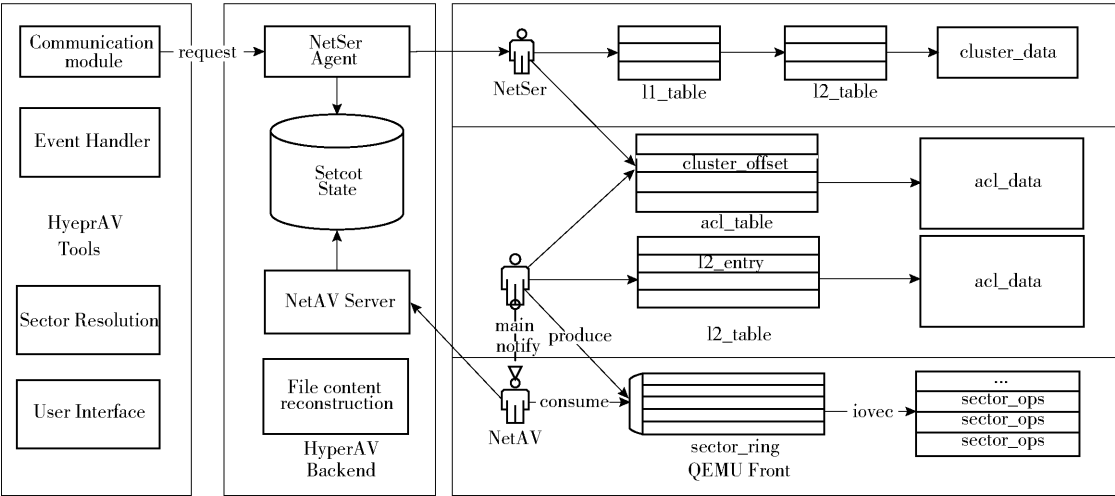 Communication
module
Event Handler
HyeprAV
Tools
Sector Resolution
User Interface
request
NetSer
Agent
Setcot
State
NetAV Server
File content
reconstruction
HyperAV
Backend
NetSer
l1_table
l2_table
cluster_data
cluster_offset
acl_table
acl_data
l2_entry
l2_table
acl_data
main
notify
produce
NetAV
consume
sector_ring
QEMU Front
iovec
...
sector_ops
sector_ops
sector_ops